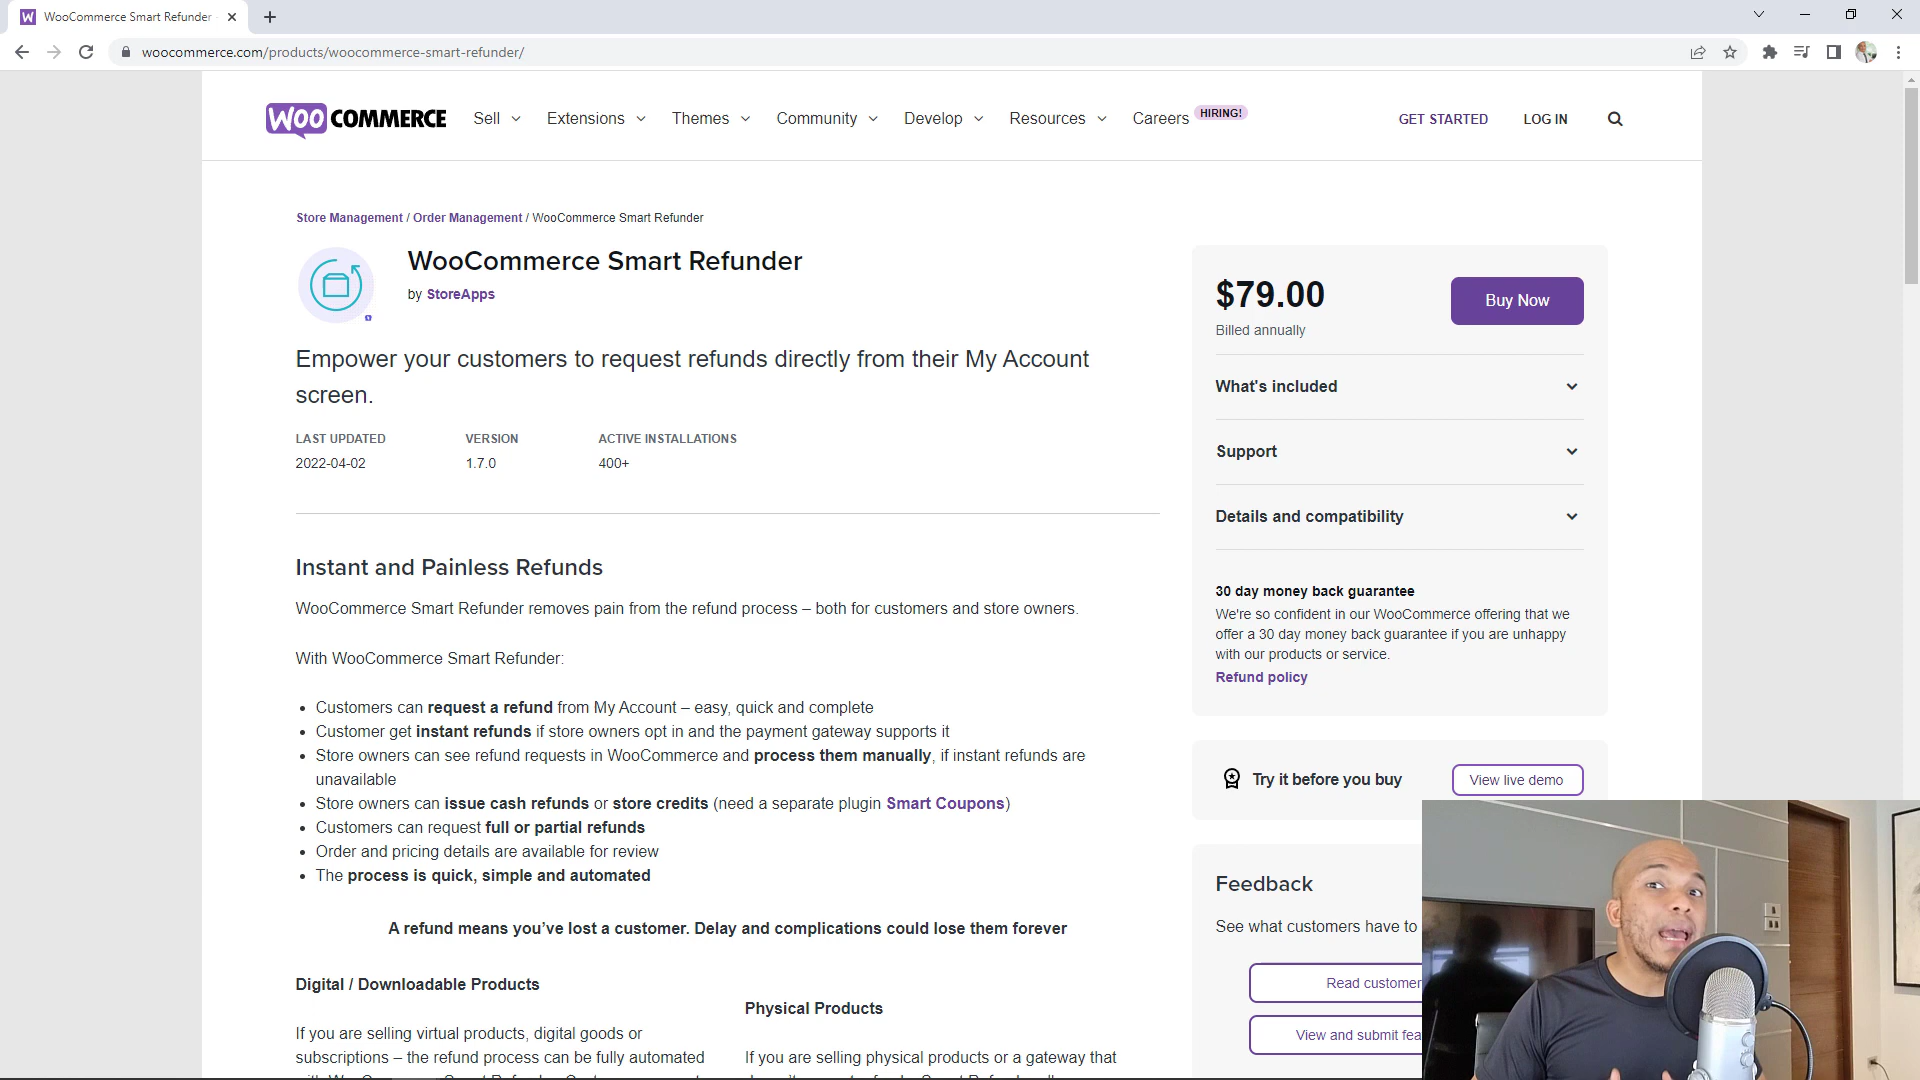 WooCommerce Smart Refunder
woocommerce.com/products/woocommerce-smart-refunder/
WOO COMMERCE
Sell
Extensions
Themes
Community
Develop
Resources
Careers
HIRING!
GET STARTED
LOG IN
Store Management / Order Management / WooCommerce Smart Refunder
WooCommerce Smart Refunder
by StoreApps
Empower your customers to request refunds directly from their My Account
screen.
LAST UPDATED
2022-04-02
VERSION
1.7.0
ACTIVE INSTALLATIONS
400+
Instant and Painless Refunds
WooCommerce Smart Refunder removes pain from the refund process – both for customers and store owners.
With WooCommerce Smart Refunder:
Customers can request a refund from My Account – easy, quick and complete
Customer get instant refunds if store owners opt in and the payment gateway supports it
Store owners can see refund requests in WooCommerce and process them manually, if instant refunds are
unavailable
Store owners can issue cash refunds or store credits (need a separate plugin Smart Coupons)
Customers can request full or partial refunds
Order and pricing details are available for review
The process is quick, simple and automated
A refund means you’ve lost a customer. Delay and complications could lose them forever
Digital / Downloadable Products
If you are selling virtual products, digital goods or
subscriptions – the refund process can be fully automated
Physical Products
If you are selling physical products or a gateway that
$79.00
Billed annually
Buy Now
What's included
Support
Details and compatibility
30 day money back guarantee
We're so confident in our WooCommerce offering that we
offer a 30 day money back guarantee if you are unhappy
with our products or service.
Refund policy
Try it before you buy
View live demo
Feedback
See what customers have to
Read customer
View and submit fea